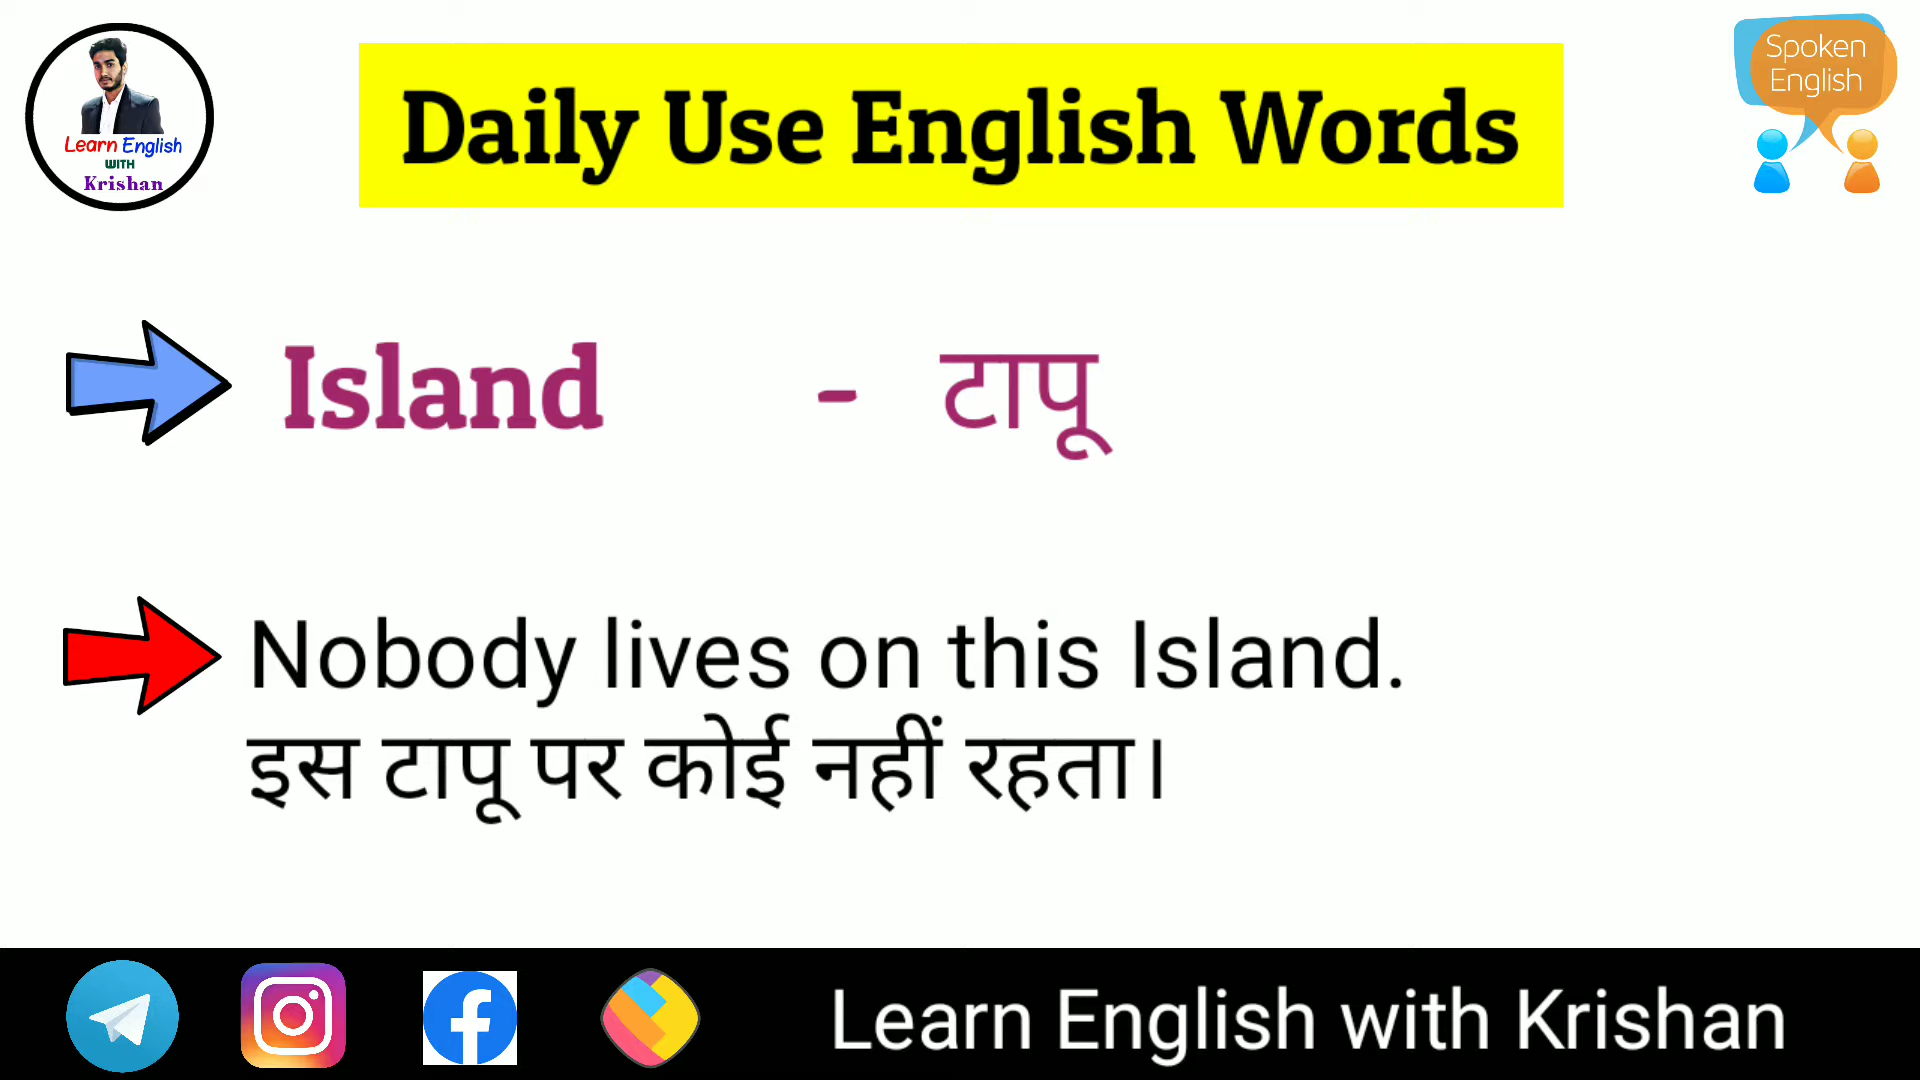 Learn English
WITH
Krishan
Daily Use English Words
Spoken
English
Island - टापू
Nobody lives on this Island.
इस टापू पर कोई नहीं रहता।
Learn English with Krishan